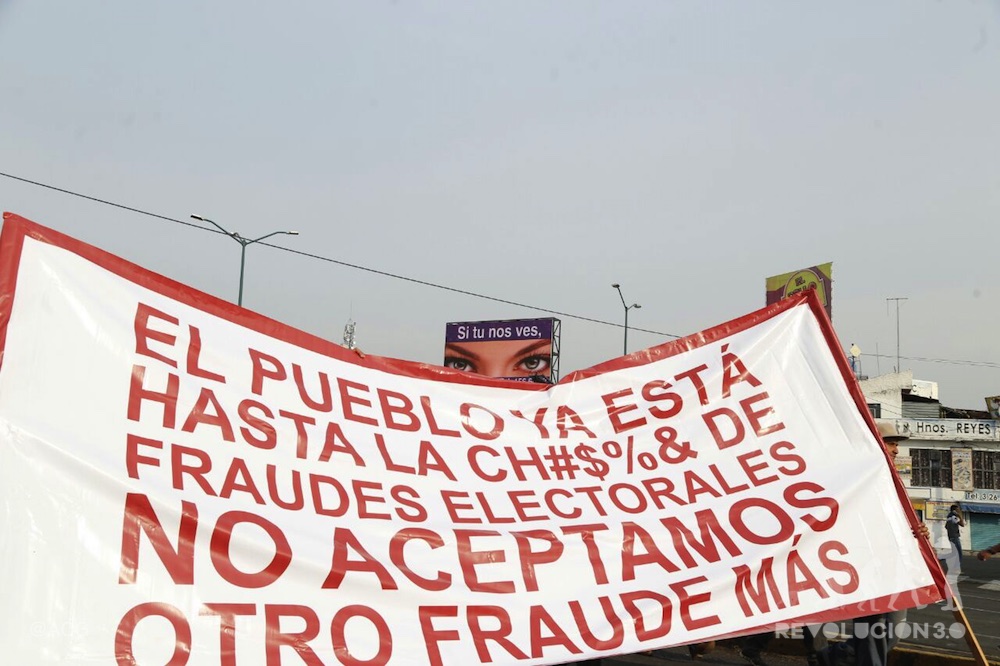 Si tu nos ves,
EL
Hnos. REYES
EL PUEBLO YA ESTÁ
HASTA LA CH#$%& DE
FRAUDES ELECTORALES
NO ACEPTAMOS
OTRO FRAUDE MÁS
REVOLUCIÓN 3.0